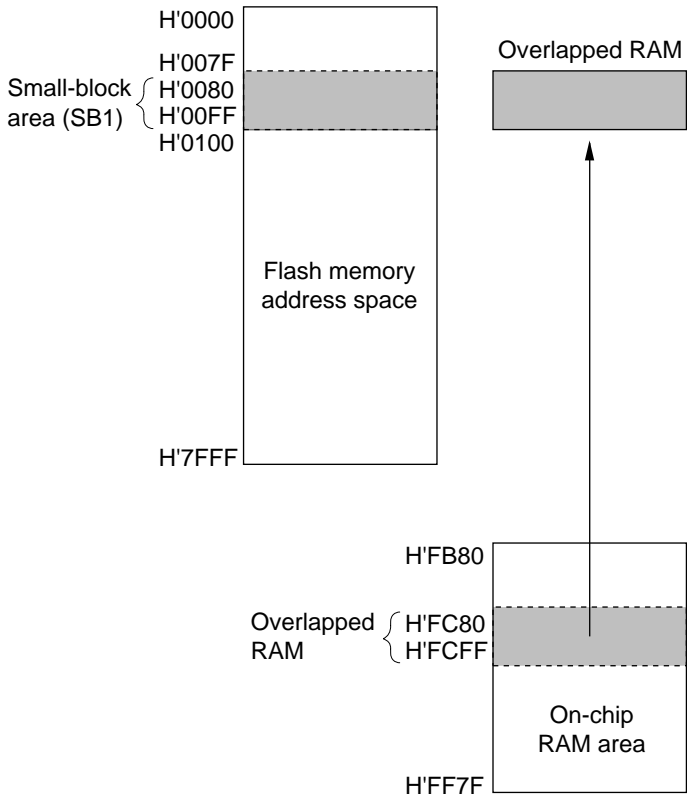 H'0000
H'007F
Overlapped RAM
Small-block
area (SB1)
H'0080
H'00FF
H'0100
Flash memory
address space
H'7FFF
H'FB80
Overlapped
RAM
H'FC80
H'FCFF
On-chip
RAM area
H'FF7F